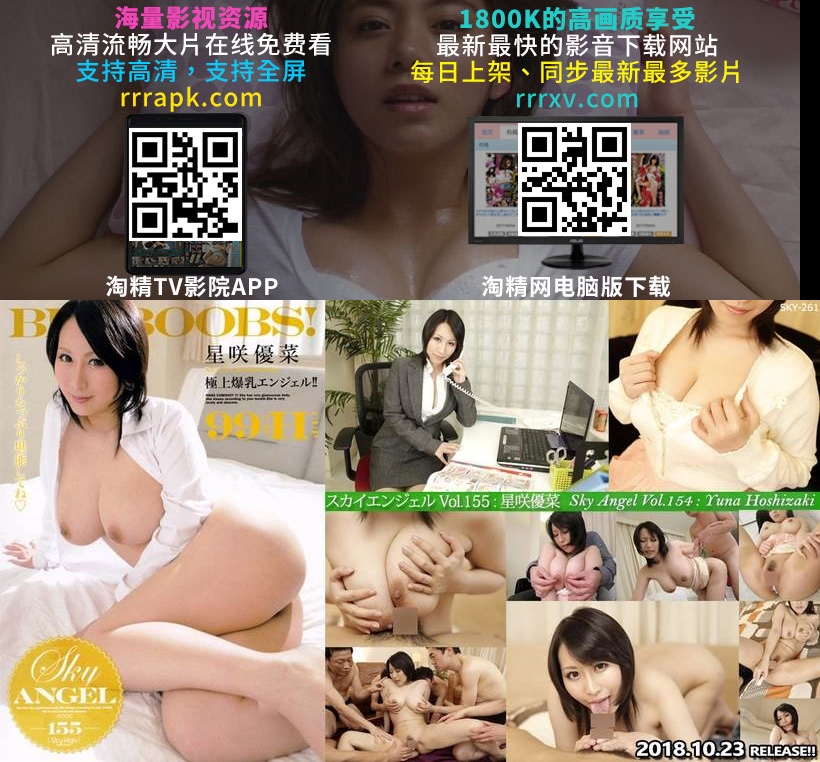 海量影视资源
高清流畅大片在线免费看
支持高清，支持全屏
rrrapk.com
淘精TV影院APP
1800K的高画质享受
最新最快的影音下载网站
每日上架、同步最新最多影片
rrrxv.com
淘精网电脑版下载
星咲優菜
極上爆乳エンジェル!!
Sky
ANGEL
155
SKY-261
スカイエンジェル Vol.155 : 星咲優菜
Sky Angel Vol.154 : Yuna Hoshizaki
2018.10.23 RELEASE!!